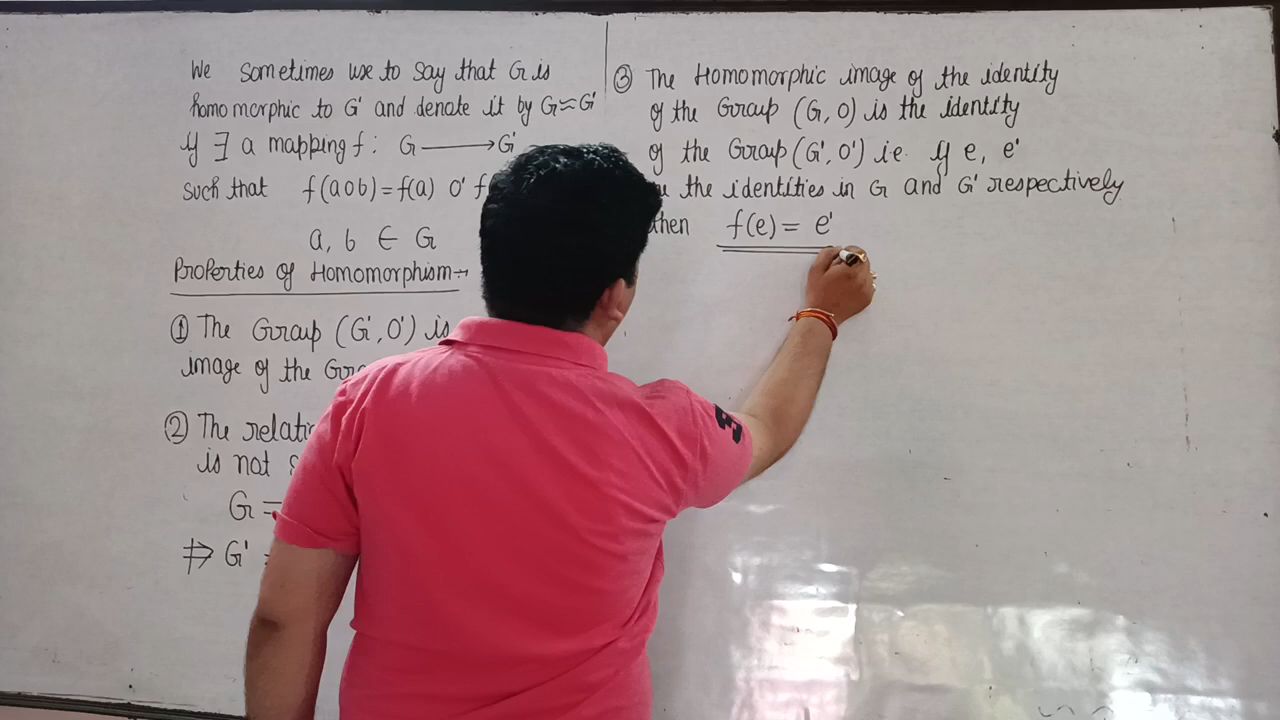 We sometimes use to say that G is
homomorphic to G' and denate it by G≈G'
If ∃ a mapping f: G ⟶ G'
such that f(a o b) = f(a) o' f
a, b ∈ G
Properties of Homomorphism→
① The Group (G', O') is
image of the Gro
② The relati
is not
G =
⇏ G'
③ The Homomorphic image of the identity
of the Group (G, O) is the identity
of the Group (G', O') i.e. If e, e'
the identities in G and G' respectively
then f(e) = e'